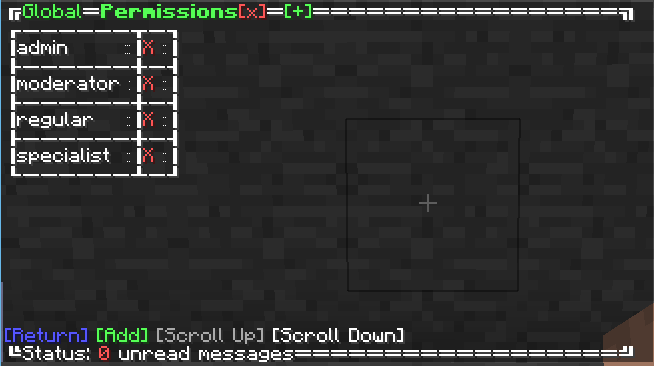 ╔Global═Permissions[x]═[+]════════════════════╗
admin :: X ::
moderator :: X ::
regular :: X ::
specialist :: X ::
[Return] [Add] [Scroll Up] [Scroll Down]
╚Status: 0 unread messages═════════════════════╝